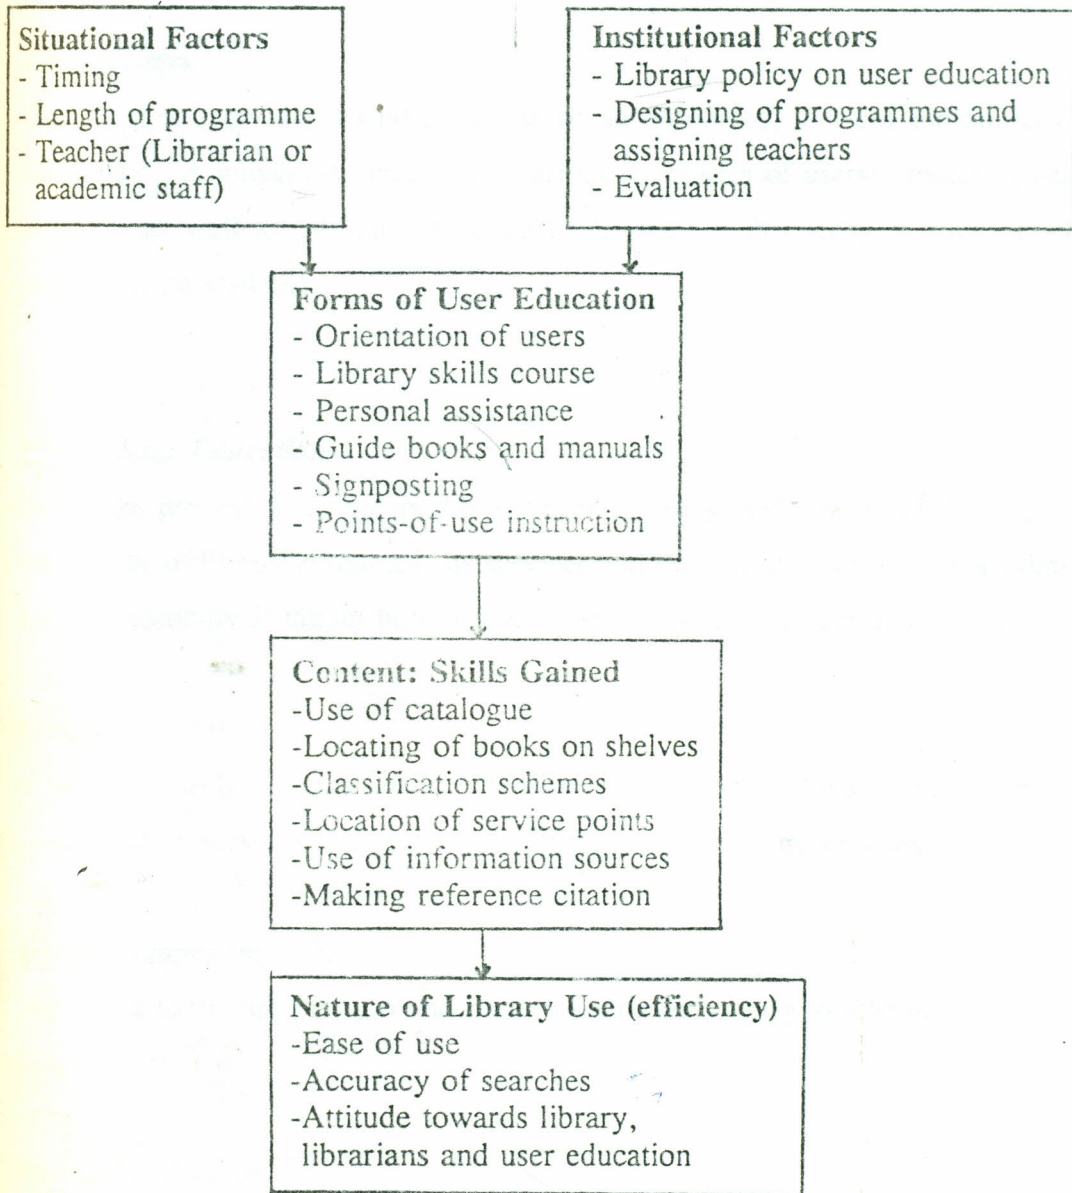 Situational Factors
- Timing
- Length of programme
- Teacher (Librarian or
academic staff)
Institutional Factors
- Library policy on user education
- Designing of programmes and
assigning teachers
- Evaluation
Forms of User Education
- Orientation of users
- Library skills course
- Personal assistance
- Guide books and manuals
- Signposting
- Points-of-use instruction
Content: Skills Gained
-Use of catalogue
-Locating of books on shelves
-Classification schemes
-Location of service points
-Use of information sources
-Making reference citation
Nature of Library Use (efficiency)
-Ease of use
-Accuracy of searches
-Attitude towards library,
librarians and user education